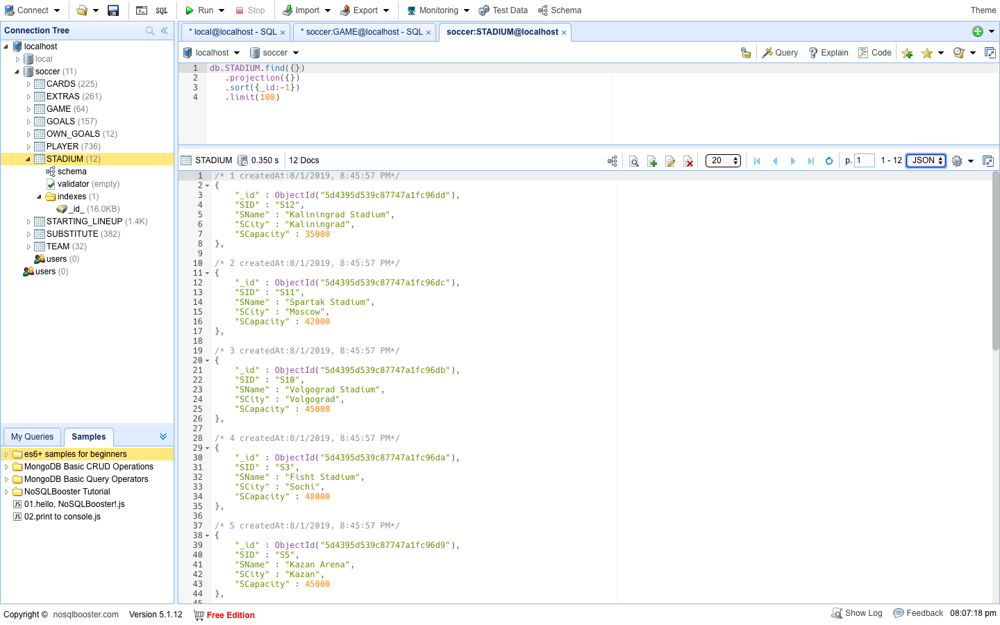 Connect SQL Run Stop Import Export Monitoring Test Data Schema Theme
Connection Tree
localhost
local
soccer (11)
CARDS (225)
EXTRAS (261)
GAME (64)
GOALS (157)
OWN_GOALS (12)
PLAYER (736)
STADIUM (12)
schema
validator (empty)
indexes (1)
_id_ (16.0KB)
STARTING_LINEUP (1.4K)
SUBSTITUTE (382)
TEAM (32)
users (0)
users (0)
My Queries Samples
es6+ samples for beginners
MongoDB Basic CRUD Operations
MongoDB Basic Query Operators
NoSQLBooster Tutorial
JS 01.hello, NoSQLBooster!.js
JS 02.print to console.js
* local@localhost - SQL × * soccer:GAME@localhost - SQL × soccer:STADIUM@localhost ×
localhost soccer Query Explain Code
1 db.STADIUM.find({})
2 .projection({})
3 .sort({_id:-1})
4 .limit(100)
STADIUM 0.350 s 12 Docs 20 p. 1 1 - 12 JSON
1 /* 1 createdAt:8/1/2019, 8:45:57 PM*/
2 {
3 "_id" : ObjectId("5d4395d539c87747a1fc96dd"),
4 "SID" : "S12",
5 "SName" : "Kaliningrad Stadium",
6 "SCity" : "Kaliningrad",
7 "SCapacity" : 35000
8 },
9
10 /* 2 createdAt:8/1/2019, 8:45:57 PM*/
11 {
12 "_id" : ObjectId("5d4395d539c87747a1fc96dc"),
13 "SID" : "S11",
14 "SName" : "Spartak Stadium",
15 "SCity" : "Moscow",
16 "SCapacity" : 42000
17 },
18
19 /* 3 createdAt:8/1/2019, 8:45:57 PM*/
20 {
21 "_id" : ObjectId("5d4395d539c87747a1fc96db"),
22 "SID" : "S10",
23 "SName" : "Volgograd Stadium",
24 "SCity" : "Volgograd",
25 "SCapacity" : 45000
26 },
27
28 /* 4 createdAt:8/1/2019, 8:45:57 PM*/
29 {
30 "_id" : ObjectId("5d4395d539c87747a1fc96da"),
31 "SID" : "S3",
32 "SName" : "Fisht Stadium",
33 "SCity" : "Sochi",
34 "SCapacity" : 48000
35 },
36
37 /* 5 createdAt:8/1/2019, 8:45:57 PM*/
38 {
39 "_id" : ObjectId("5d4395d539c87747a1fc96d9"),
40 "SID" : "S5",
41 "SName" : "Kazan Arena",
42 "SCity" : "Kazan",
43 "SCapacity" : 45000
44 },
45
Copyright © nosqlbooster.com Version 5.1.12 Free Edition Show Log Feedback 08:07:18 pm